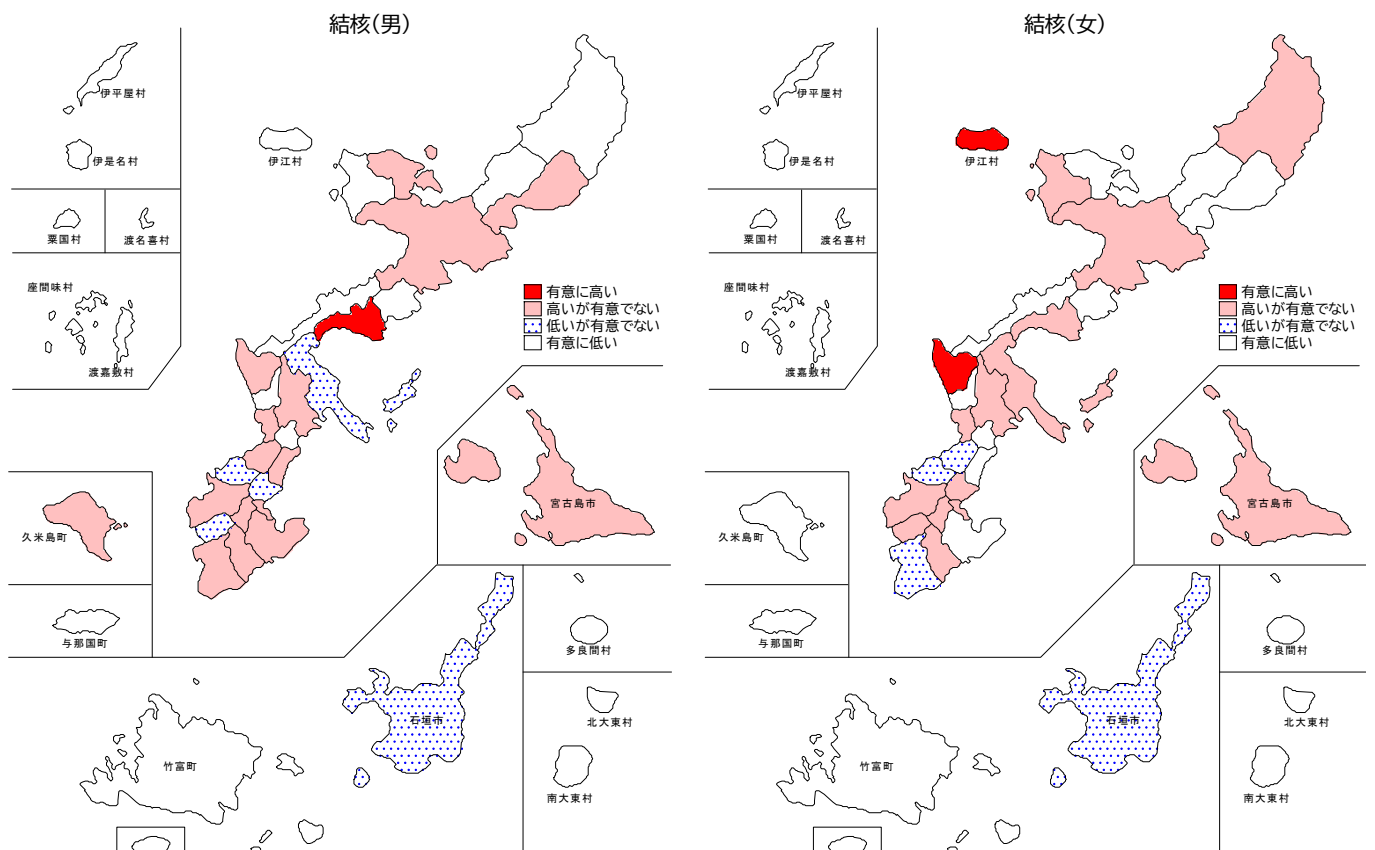 結核(男)
伊平屋村
伊是名村
伊江村
粟国村
渡名喜村
座間味村
渡嘉敷村
有意に高い
高いが有意でない
低いが有意でない
有意に低い
宮古島市
久米島町
与那国町
多良間村
石垣市
北大東村
竹富町
南大東村
結核(女)
伊平屋村
伊是名村
伊江村
粟国村
渡名喜村
座間味村
渡嘉敷村
有意に高い
高いが有意でない
低いが有意でない
有意に低い
宮古島市
久米島町
与那国町
多良間村
石垣市
北大東村
竹富町
南大東村